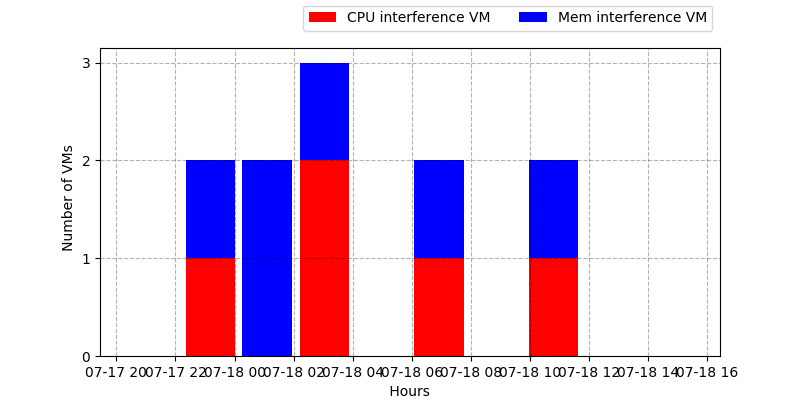 CPU interference VM Mem interference VM
3
2
1
0
Number of VMs
07-17 20 07-17 22 07-18 00 07-18 02 07-18 04 07-18 06 07-18 08 07-18 10 07-18 12 07-18 14 07-18 16
Hours